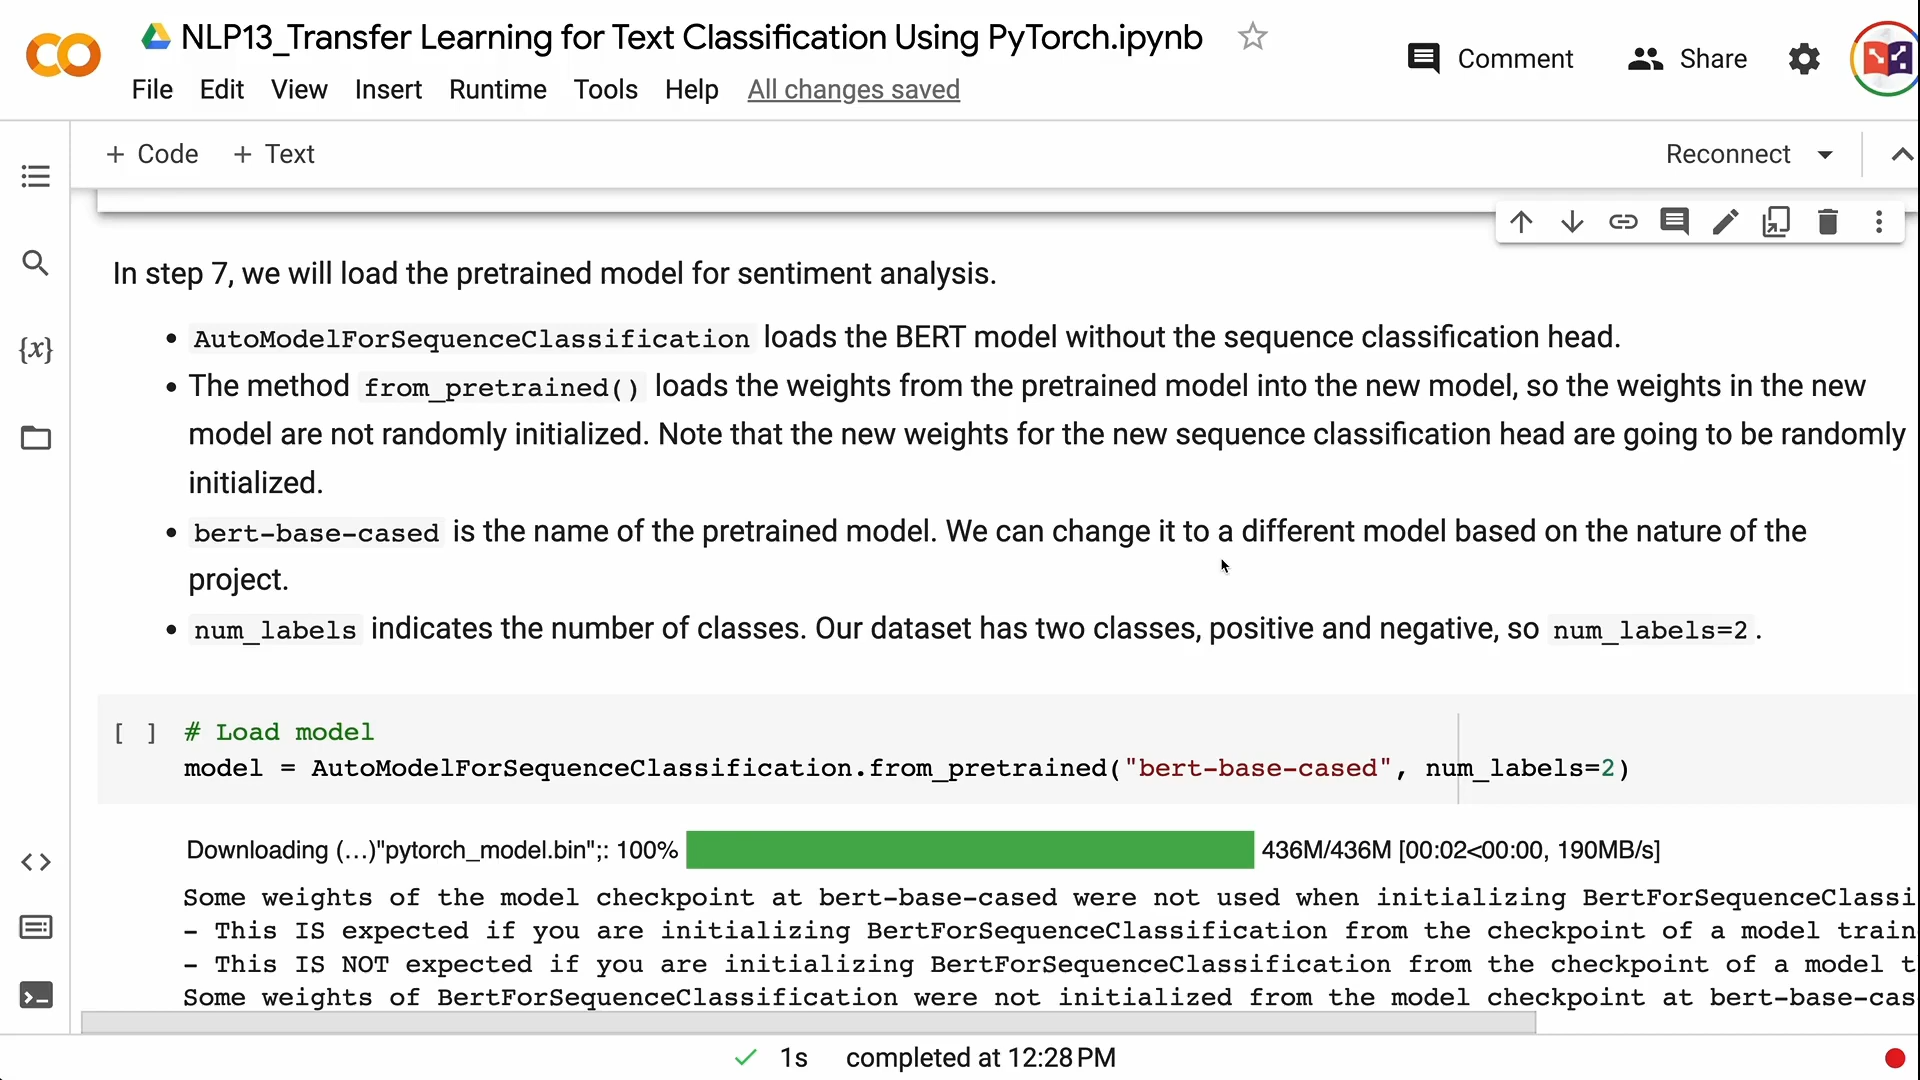 NLP13_Transfer Learning for Text Classification Using PyTorch.ipynb
Comment
Share
File Edit View Insert Runtime Tools Help All changes saved
+ Code + Text
Reconnect
In step 7, we will load the pretrained model for sentiment analysis.
• AutoModelForSequenceClassification loads the BERT model without the sequence classification head.
• The method from_pretrained() loads the weights from the pretrained model into the new model, so the weights in the new
model are not randomly initialized. Note that the new weights for the new sequence classification head are going to be randomly
initialized.
• bert-base-cased is the name of the pretrained model. We can change it to a different model based on the nature of the
project.
• num_labels indicates the number of classes. Our dataset has two classes, positive and negative, so num_labels=2.
[ ] # Load model
model = AutoModelForSequenceClassification.from_pretrained("bert-base-cased", num_labels=2)
Downloading (…)"pytorch_model.bin";: 100% 436M/436M [00:02<00:00, 190MB/s]
Some weights of the model checkpoint at bert-base-cased were not used when initializing BertForSequenceClassi
- This IS expected if you are initializing BertForSequenceClassification from the checkpoint of a model train
- This IS NOT expected if you are initializing BertForSequenceClassification from the checkpoint of a model t
Some weights of BertForSequenceClassification were not initialized from the model checkpoint at bert-base-cas
1s completed at 12:28 PM